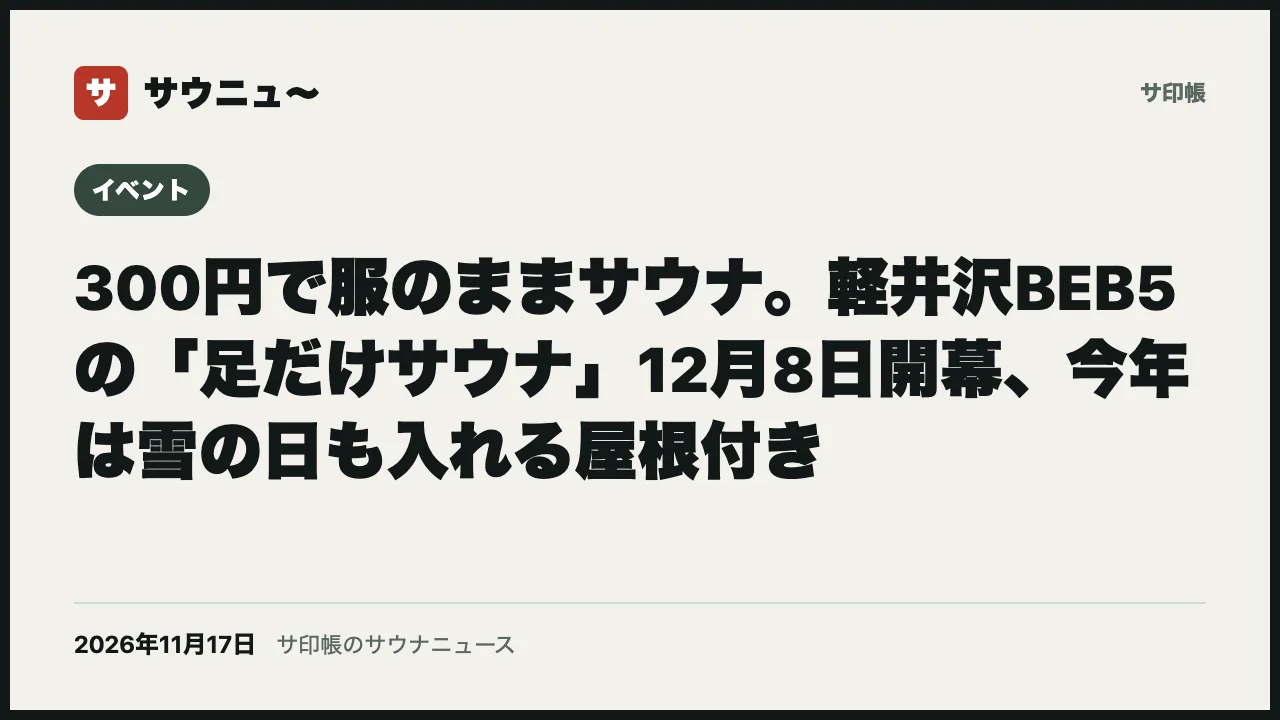 サ サウニュ〜
サ印帳
イベント
300円で服のままサウナ。軽井沢BEB5
の「足だけサウナ」12月8日開幕、今年
は雪の日も入れる屋根付き
2026年11月17日 サ印帳のサウナニュース